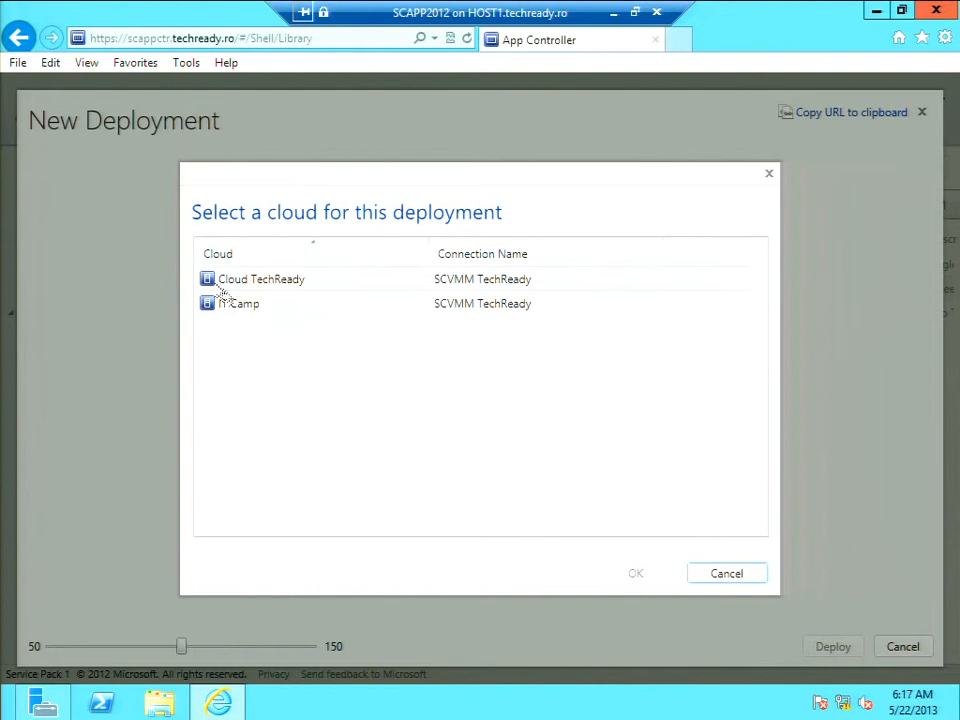 SCAPP2012 on HOST1.techready.ro
https://scappctr.techready.ro/#/Shell/Library
App Controller
File Edit View Favorites Tools Help
New Deployment
Copy URL to clipboard
Select a cloud for this deployment
Cloud Connection Name
Cloud TechReady SCVMM TechReady
IT Camp SCVMM TechReady
OK Cancel
50 150 Deploy Cancel
Service Pack 1 © 2012 Microsoft. All rights reserved. Privacy Send feedback to Microsoft
6:17 AM
5/22/2013